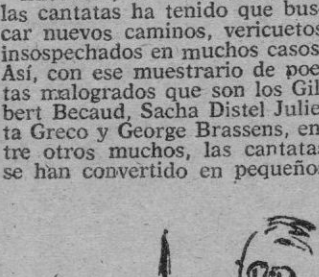 las cantatas ha tenido que bus-
car nuevos caminos, vericuetos
insospechados en muchos casos
Así, con ese muestrario de poe
tas malogrados que son los Gil
bert Becaud, Sacha Distel Julie
ta Greco y George Brassens, en
tre otros muchos, las cantata
se han convertido en pequeño